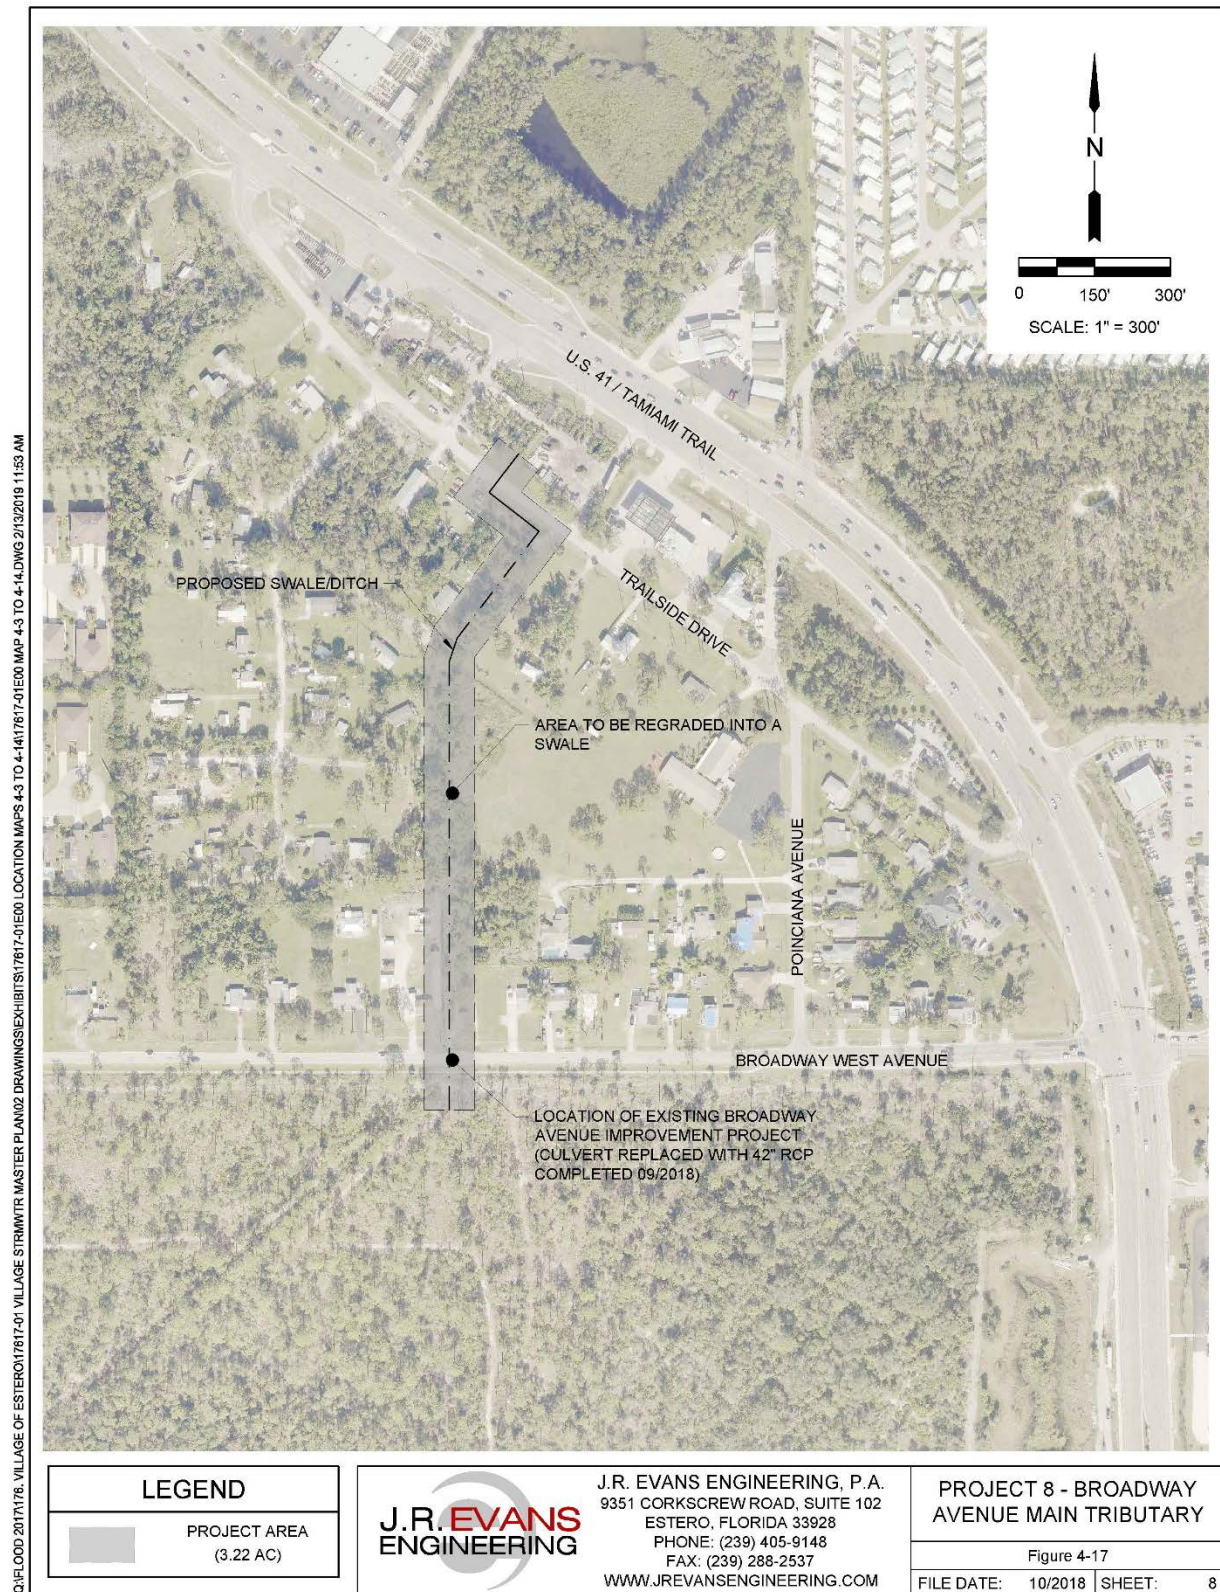 N
0 150' 300'
SCALE: 1" = 300'
U.S. 41 / TAMIAMI TRAIL
PROPOSED SWALE/DITCH
TRAILSIDE DRIVE
AREA TO BE REGRADED INTO A
SWALE
POINCIANA AVENUE
BROADWAY WEST AVENUE
LOCATION OF EXISTING BROADWAY
AVENUE IMPROVEMENT PROJECT
(CULVERT REPLACED WITH 42" RCP
COMPLETED 09/2018)
Q:\FLOOD 2017\176. VILLAGE OF ESTERO\17617-01 VILLAGE STRMWTR MASTER PLAN\02 DRAWINGS\EXHIBITS\17617-01E00 LOCATION MAPS 4-3 TO 4-14\17617-01E00 MAP 4-3 TO 4-14.DWG 2/13/2019 11:53 AM
LEGEND
PROJECT AREA
(3.22 AC)
J.R. EVANS
ENGINEERING
J.R. EVANS ENGINEERING, P.A.
9351 CORKSCREW ROAD, SUITE 102
ESTERO, FLORIDA 33928
PHONE: (239) 405-9148
FAX: (239) 288-2537
WWW.JREVANSENGINEERING.COM
PROJECT 8 - BROADWAY
AVENUE MAIN TRIBUTARY
Figure 4-17
FILE DATE: 10/2018 SHEET: 8